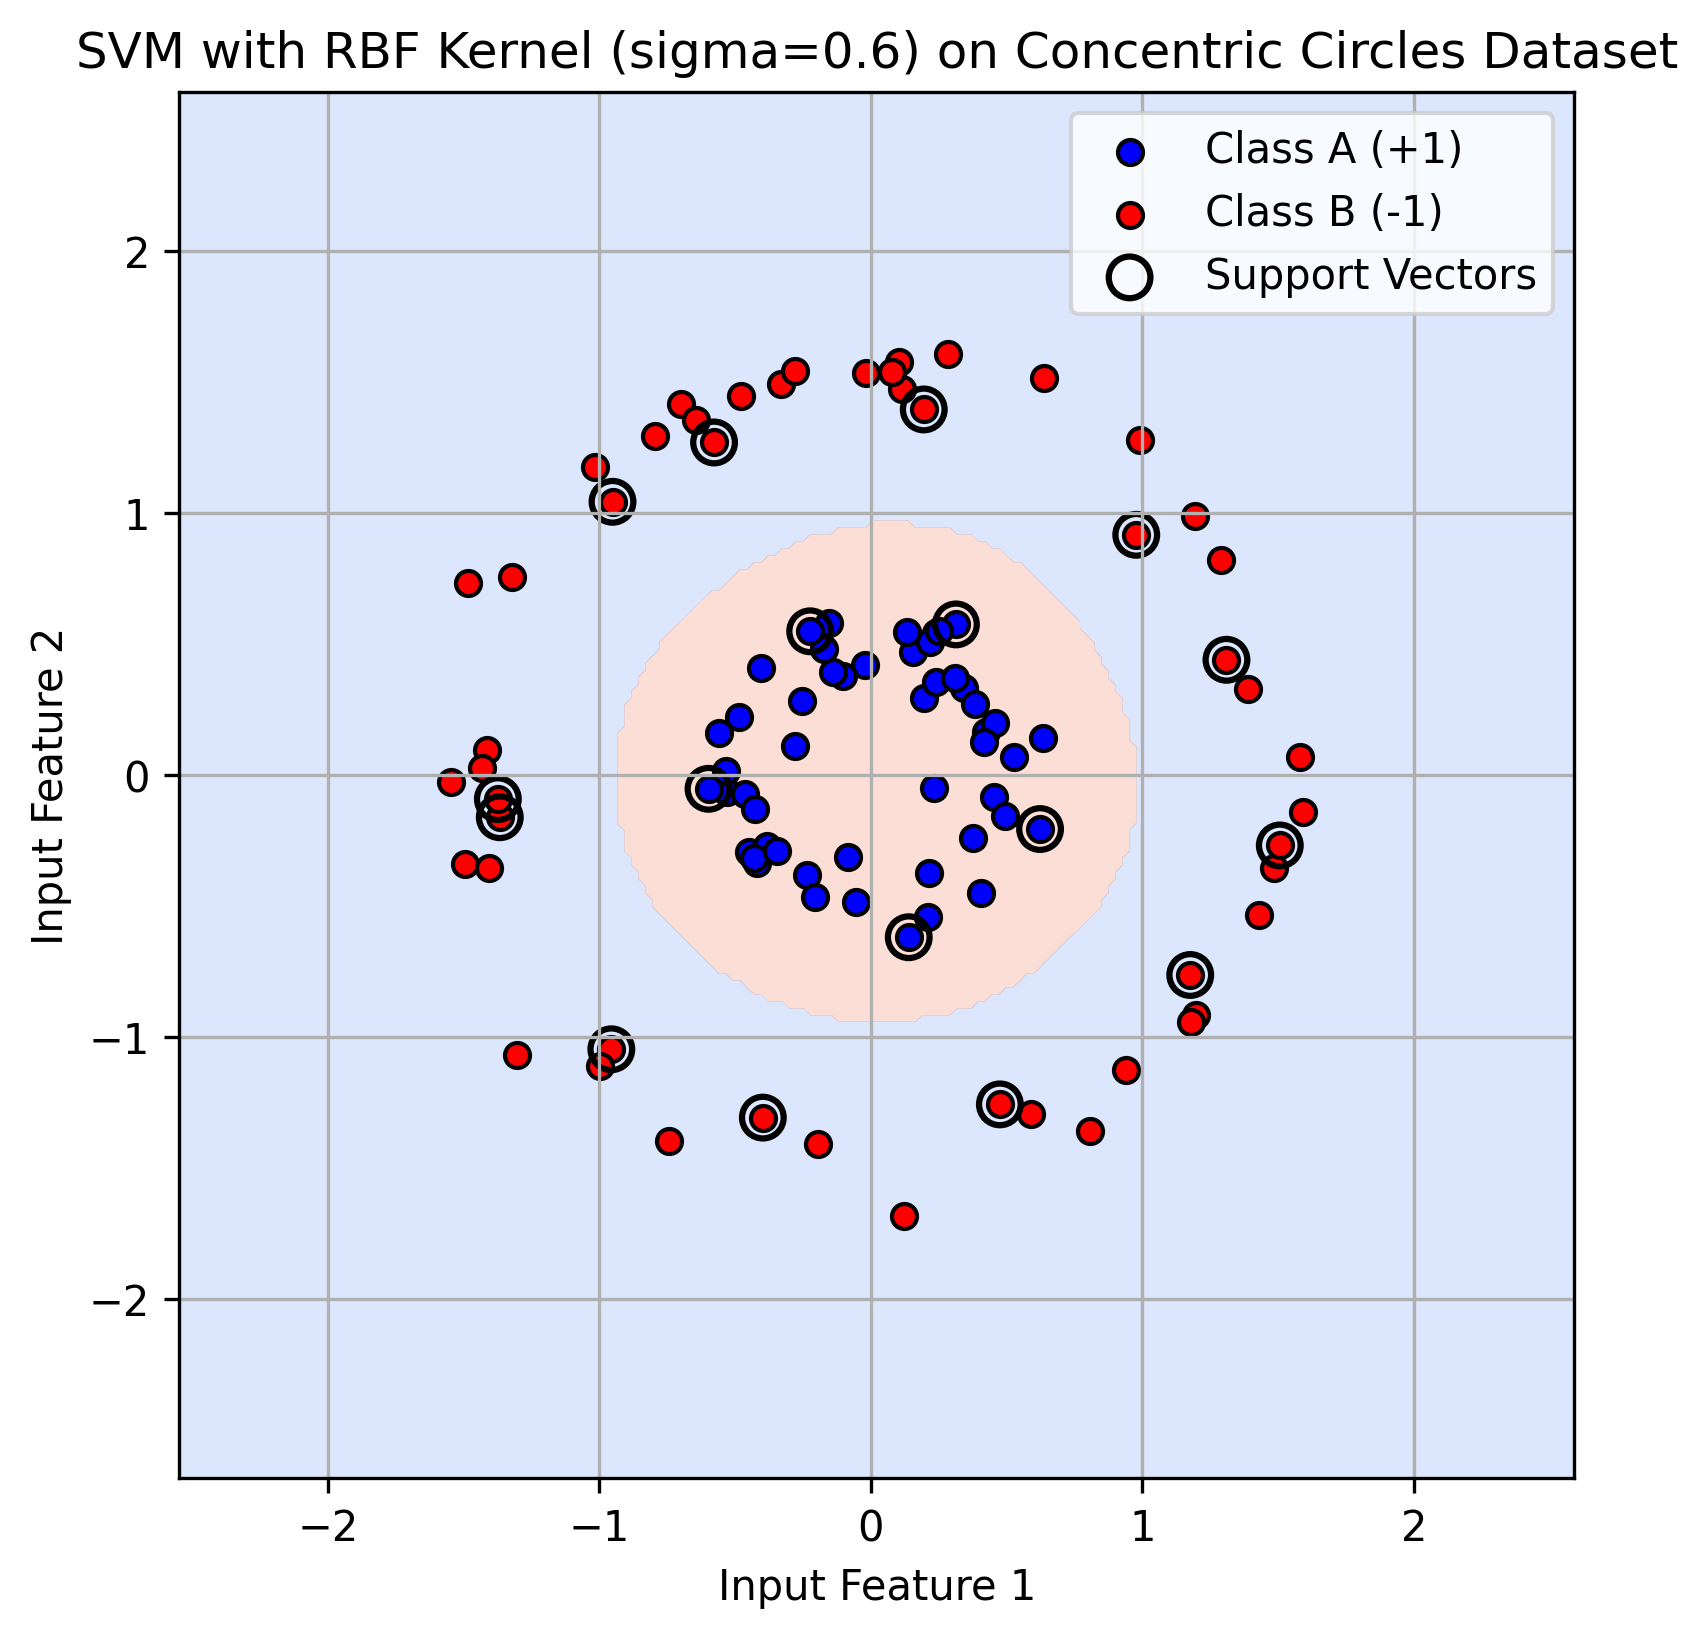 SVM with RBF Kernel (sigma=0.6) on Concentric Circles Dataset
Class A (+1)
Class B (-1)
Support Vectors
2
1
0
−1
−2
Input Feature 2
−2
−1
0
1
2
Input Feature 1